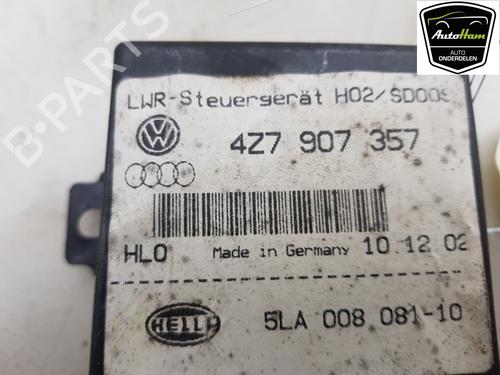 AutoHam
AUTO
ONDERDELEN
B-PARTS
LWR-Steuergerät H02/SD00
4Z7 907 357
HLO Made in Germany 10.12 02
HELLA 5LA 008 081-10